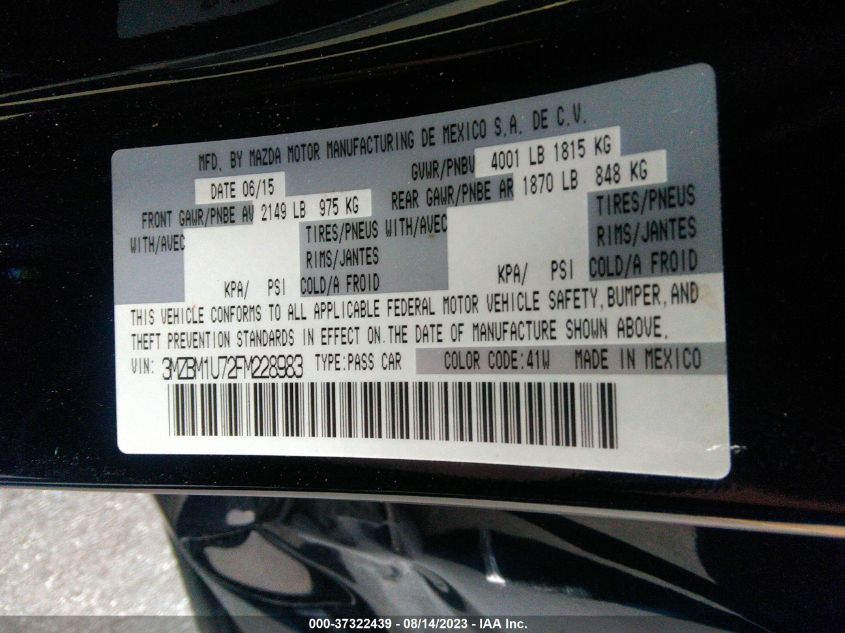 MFD. BY MAZDA MOTOR MANUFACTURING DE MEXICO S.A. DE C.V.
DATE 06/15 GVWR/PNBV 4001 LB 1815 KG
FRONT GAWR/PNBE AV 2149 LB 975 KG REAR GAWR/PNBE AR 1870 LB 848 KG
WITH/AVEC TIRES/PNEUS WITH/AVEC TIRES/PNEUS
RIMS/JANTES RIMS/JANTES
KPA/ PSI COLD/A FROID KPA/ PSI COLD/A FROID
THIS VEHICLE CONFORMS TO ALL APPLICABLE FEDERAL MOTOR VEHICLE SAFETY, BUMPER, AND
THEFT PREVENTION STANDARDS IN EFFECT ON THE DATE OF MANUFACTURE SHOWN ABOVE.
VIN: 3MZBM1U72FM228983 TYPE:PASS CAR COLOR CODE:41W MADE IN MEXICO
000-37322439 - 08/14/2023 - IAA Inc.